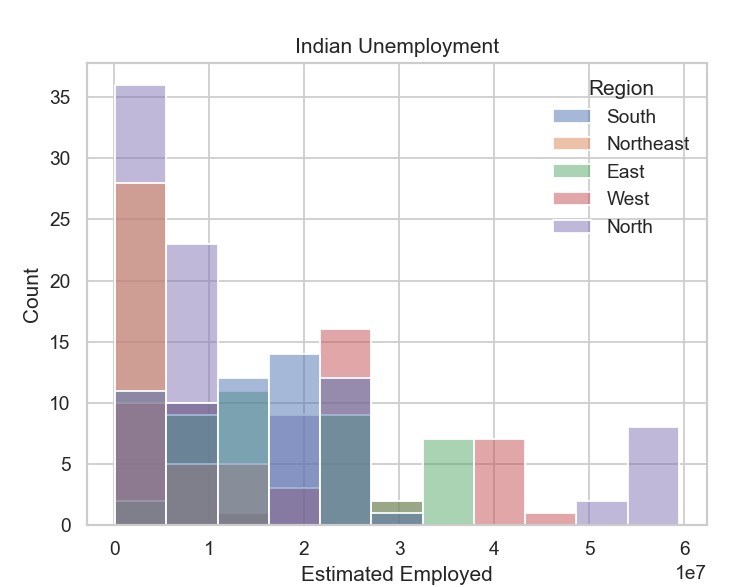 Indian Unemployment
Region
South
Northeast
East
West
North
Count
35
30
25
20
15
10
5
0
0 1 2 3 4 5 6
1e7
Estimated Employed